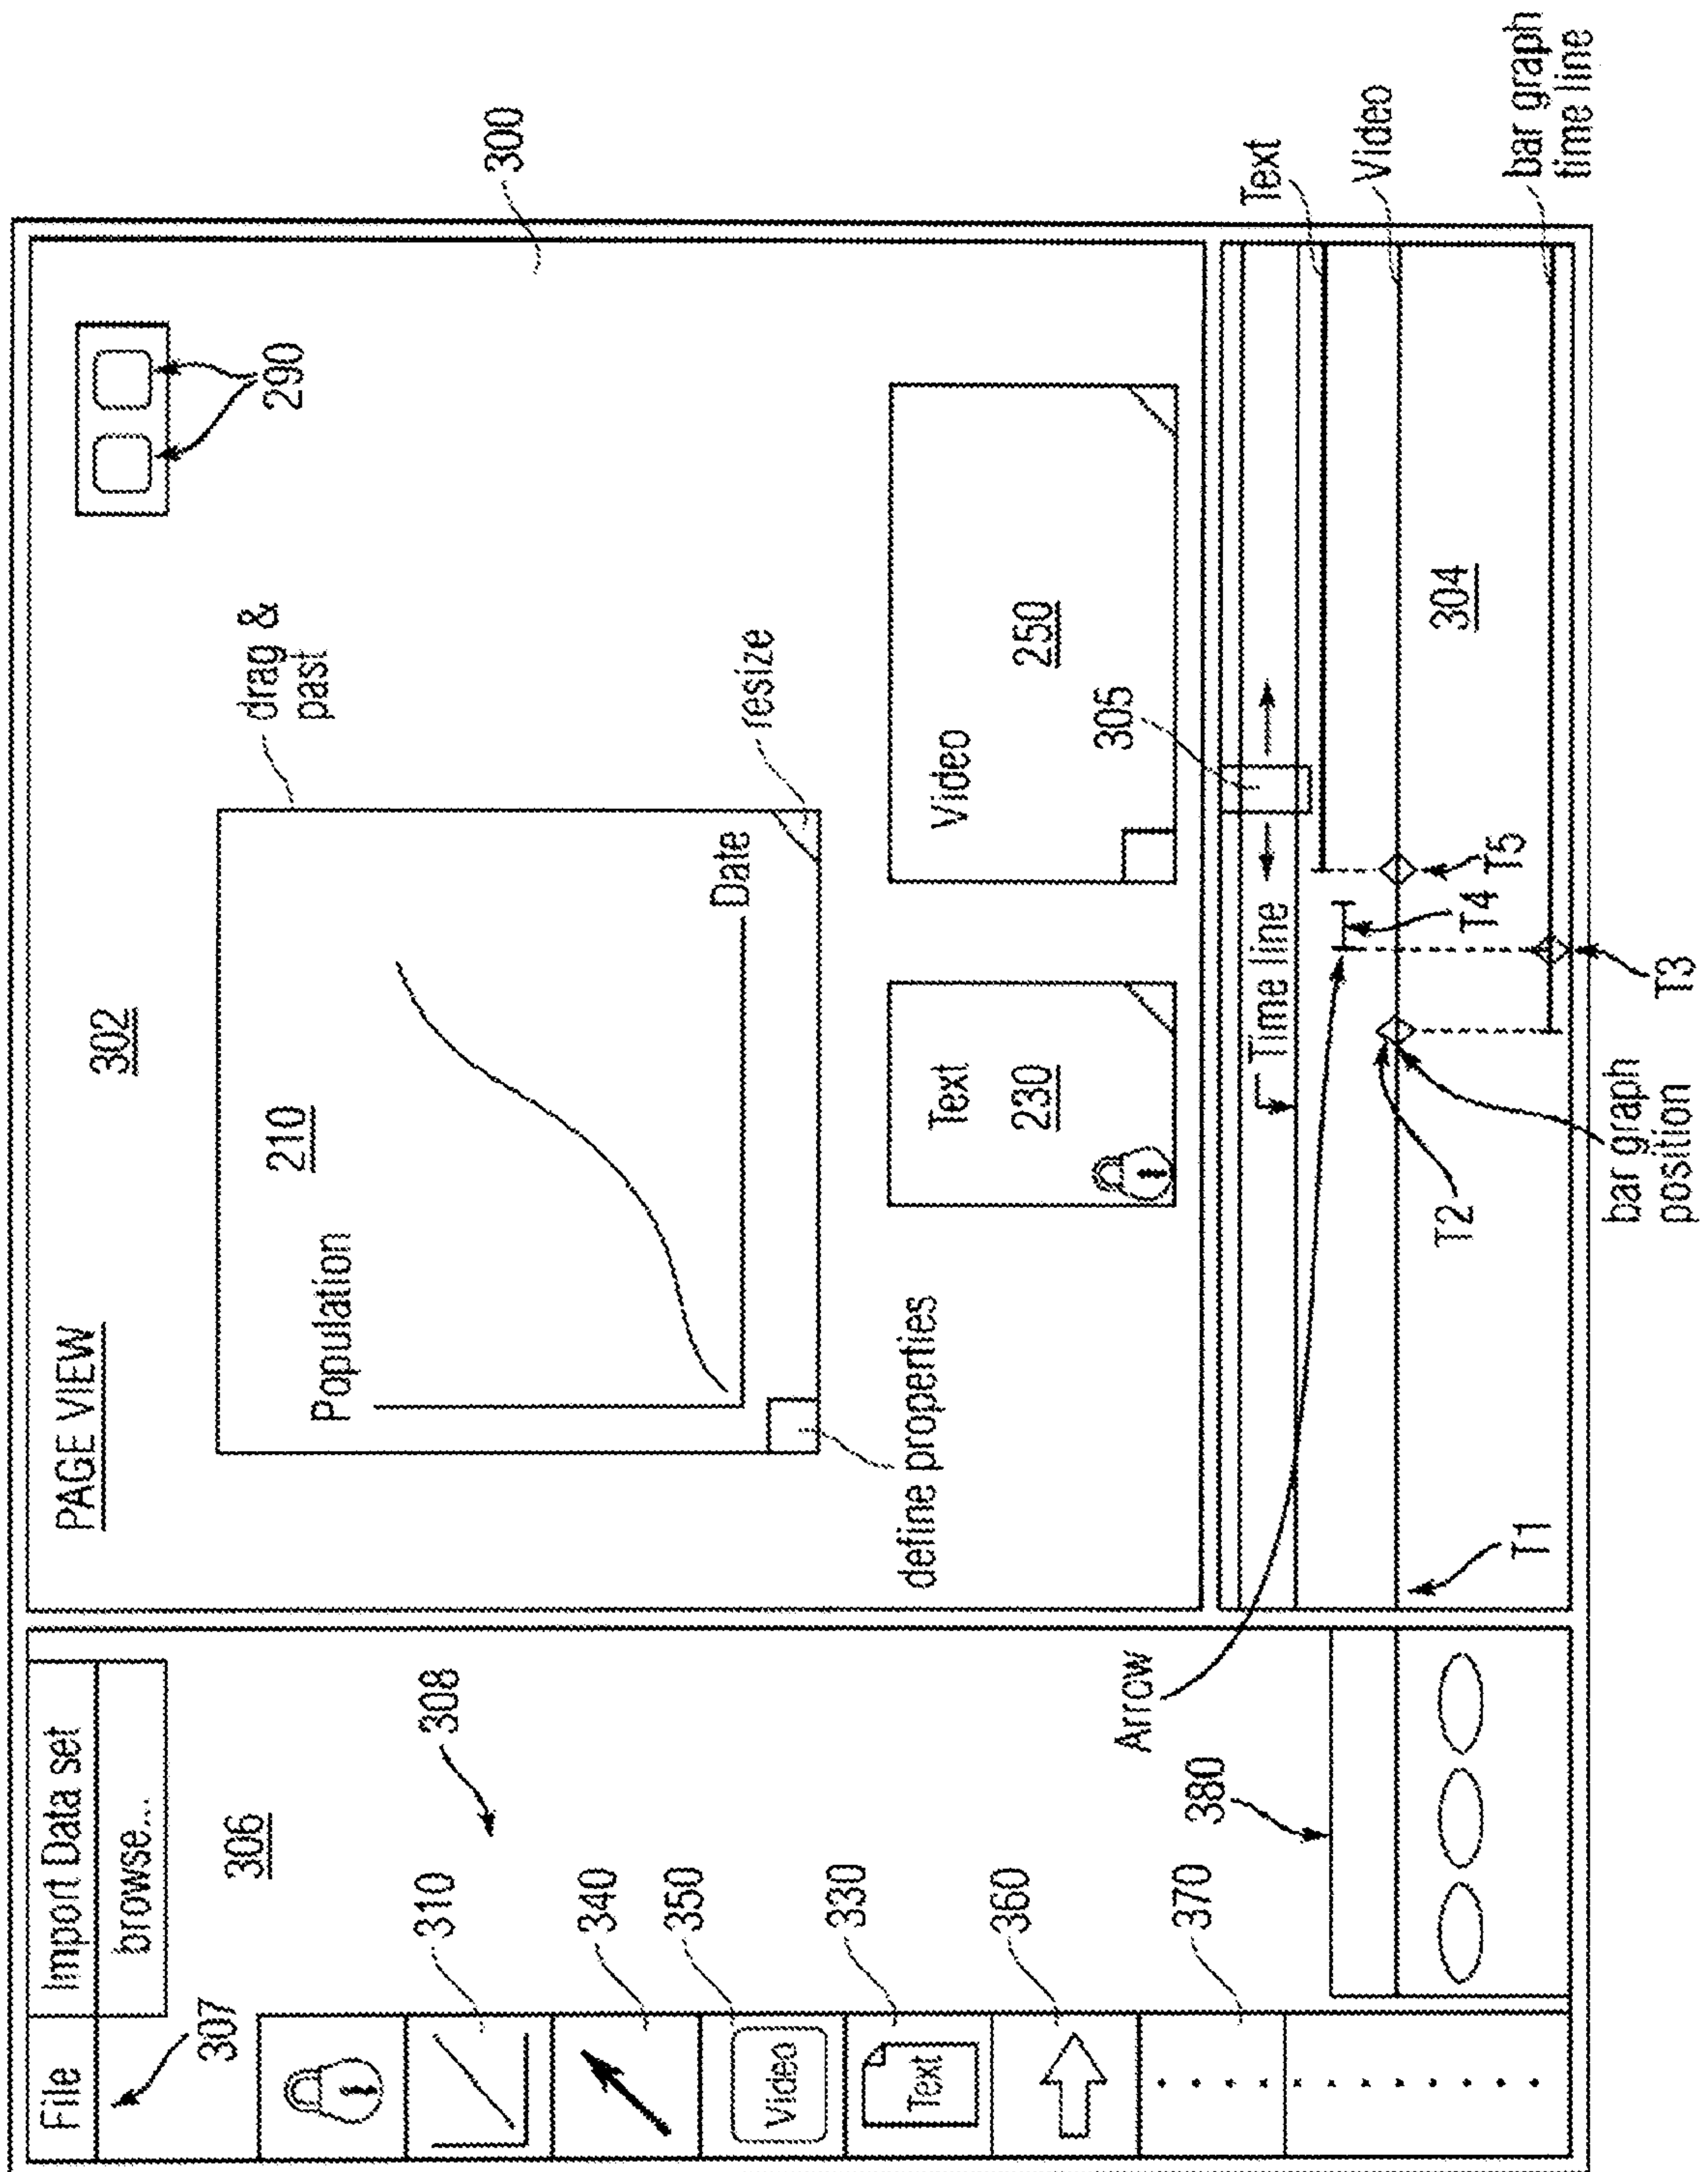 File
Import Data set
browse...
307
306
308
310
340
350
330
360
370
380
Video
Text
PAGE VIEW
302
300
290
drag &
past
210
Population
Date
resize
define properties
Text
230
Video
250
305
Time line
Text
Video
304
bar graph
time line
Arrow
T1
T2
T3
T4
T5
bar graph
position